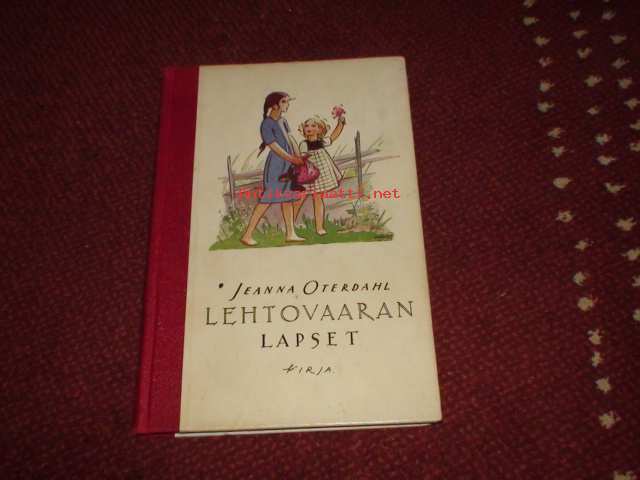 JEANNA OTERDAHL
LEHTOVAARAN
LAPSET
KIRJA